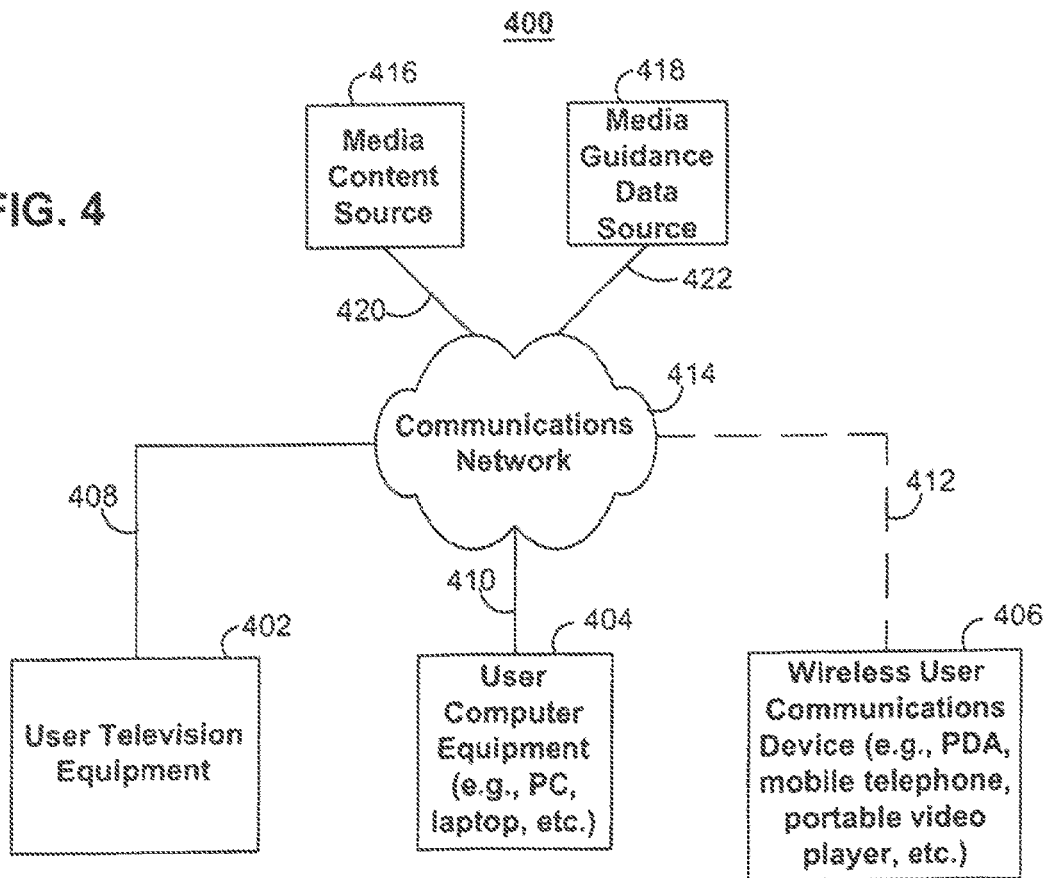 400
416
418
Media
Content
Source
Media
Guidance
Data
Source
FIG. 4
420
422
414
Communications
Network
408
412
410
402
404
406
User Television
Equipment
User
Computer
Equipment
(e.g., PC,
laptop, etc.)
Wireless User
Communications
Device (e.g., PDA,
mobile telephone,
portable video
player, etc.)